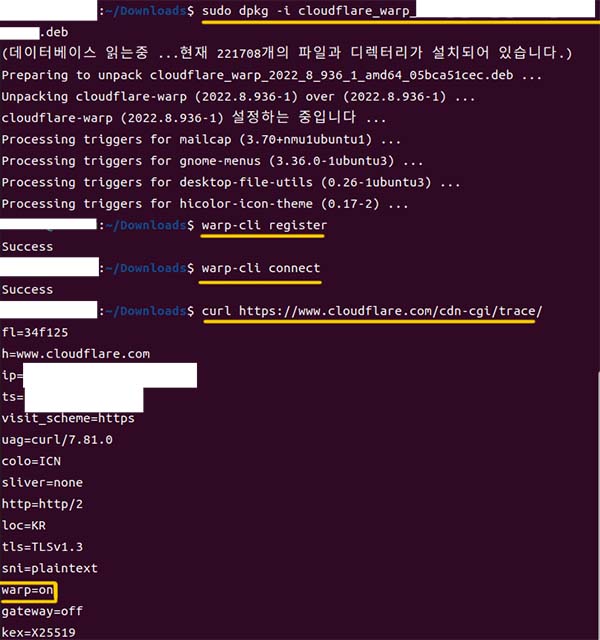 :~/Downloads$ sudo dpkg -i cloudflare_warp_
.deb
(데이터베이스 읽는중 ...현재 221708개의 파일과 디렉터리가 설치되어 있습니다.)
Preparing to unpack cloudflare_warp_2022_8_936_1_amd64_05bca51cec.deb ...
Unpacking cloudflare-warp (2022.8.936-1) over (2022.8.936-1) ...
cloudflare-warp (2022.8.936-1) 설정하는 중입니다 ...
Processing triggers for mailcap (3.70+nmu1ubuntu1) ...
Processing triggers for gnome-menus (3.36.0-1ubuntu3) ...
Processing triggers for desktop-file-utils (0.26-1ubuntu3) ...
Processing triggers for hicolor-icon-theme (0.17-2) ...
:~/Downloads$ warp-cli register
Success
:~/Downloads$ warp-cli connect
Success
:~/Downloads$ curl https://www.cloudflare.com/cdn-cgi/trace/
fl=34f125
h=www.cloudflare.com
ip=
ts=
visit_scheme=https
uag=curl/7.81.0
colo=ICN
sliver=none
http=http/2
loc=KR
tls=TLSv1.3
sni=plaintext
warp=on
gateway=off
kex=X25519